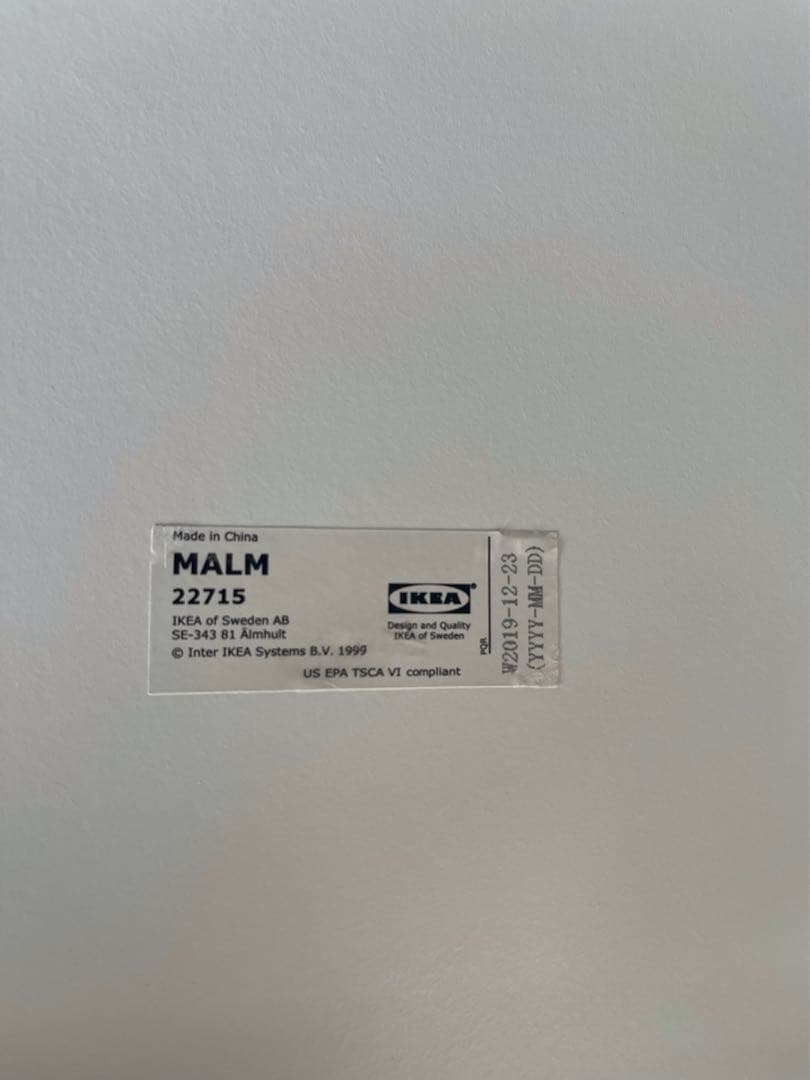 Made in China
MALM
22715
IKEA of Sweden AB
SE-343 81 Älmhult
© Inter IKEA Systems B.V. 1999
US EPA TSCA VI compliant
IKEA®
Design and Quality
IKEA of Sweden
PQR
W2019-12-23
(YYYY-MM-DD)